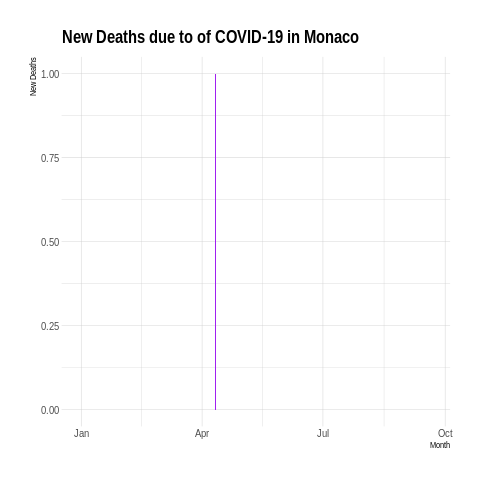 New Deaths due to of COVID-19 in Monaco
New Deaths
1.00
0.75
0.50
0.25
0.00
Jan Apr Jul Oct
Month